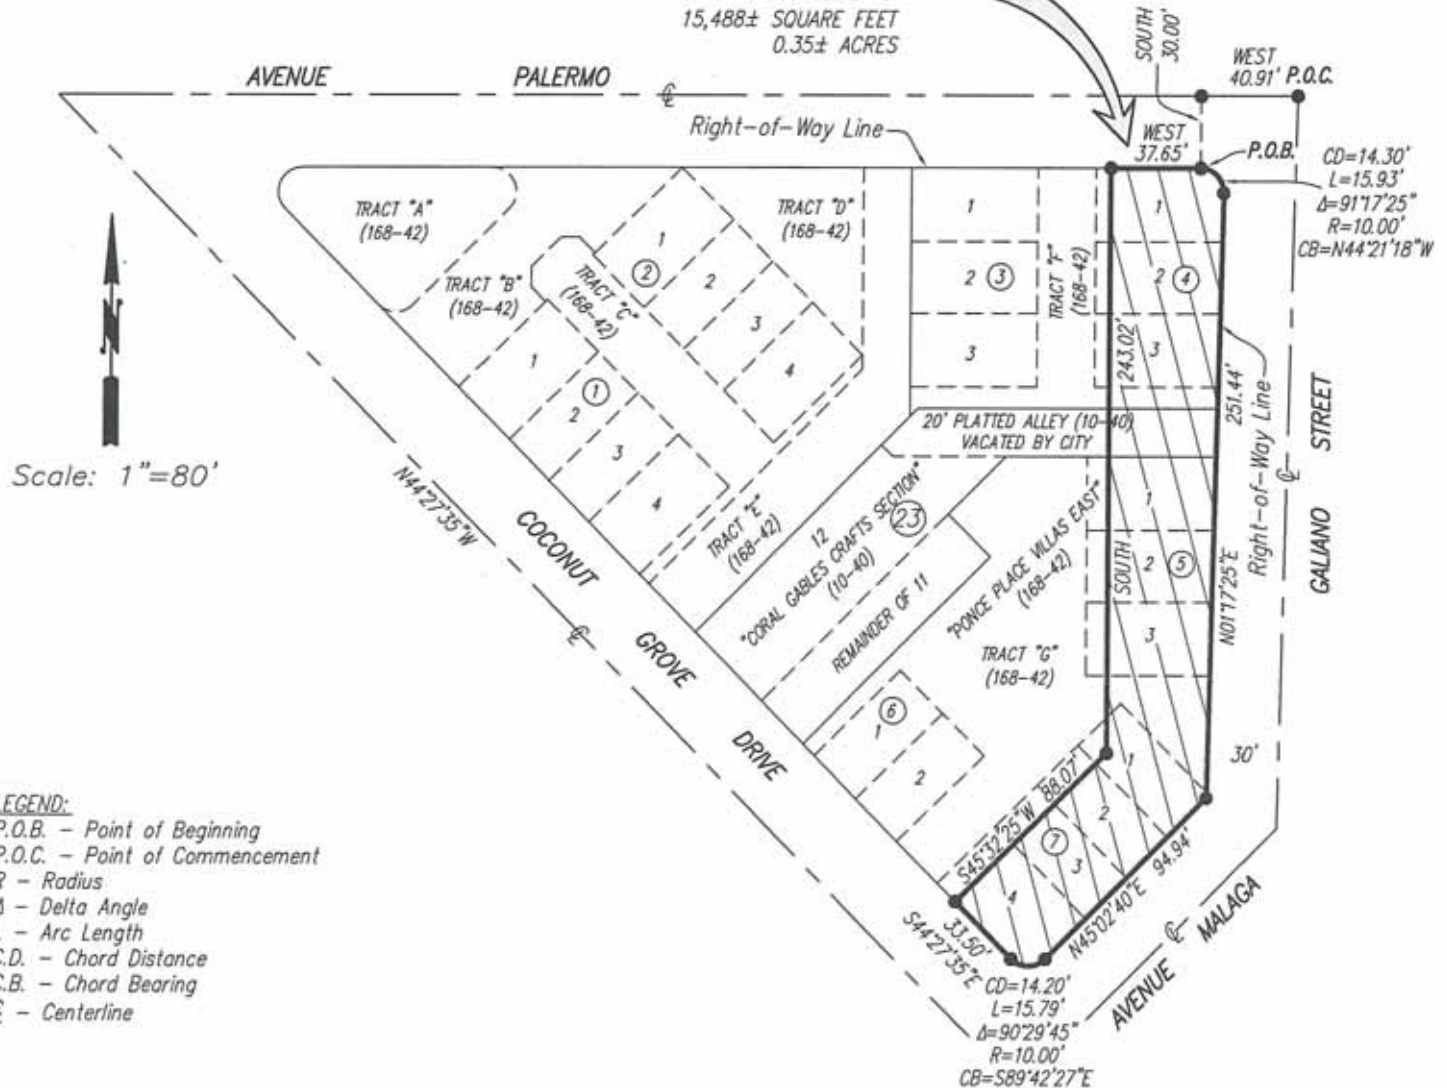 15,488± SQUARE FEET
0.35± ACRES
SOUTH
30.00'
WEST
40.91' P.O.C.
AVENUE PALERMO
℄
Right-of-Way Line
WEST
37.65'
P.O.B.
CD=14.30'
L=15.93'
Δ=91°17'25"
R=10.00'
CB=N44°21'18"W
TRACT "A"
(168-42)
TRACT "B"
(168-42)
TRACT "C"
(168-42)
TRACT "D"
(168-42)
1
2
2
3
4
1
1
2
3
4
1
2 3
3
TRACT "F"
(168-42)
1
2 4
3
243.02'
251.44'
Right-of-Way Line
℄
GALIANO STREET
N
Scale: 1"=80'
20' PLATTED ALLEY (10-40)
VACATED BY CITY
N44°27'35"W
COCONUT GROVE DRIVE
℄
TRACT "E"
(168-42)
12
"CORAL GABLES CRAFTS SECTION"
(10-40)
23
REMAINDER OF 11
"PONCE PLACE VILLAS EAST"
(168-42)
TRACT "G"
(168-42)
SOUTH
1
2 5
3
N01°17'25"E
6
1
2
30'
S45°32'25"W 88.07'
1
2
7
3
4
N45°02'40"E 94.94'
33.50'
S44°27'35"E
℄
AVENUE MALAGA
CD=14.20'
L=15.79'
Δ=90°29'45"
R=10.00'
CB=S89°42'27"E
LEGEND:
P.O.B. - Point of Beginning
P.O.C. - Point of Commencement
R - Radius
Δ - Delta Angle
- Arc Length
C.D. - Chord Distance
C.B. - Chord Bearing
℄ - Centerline